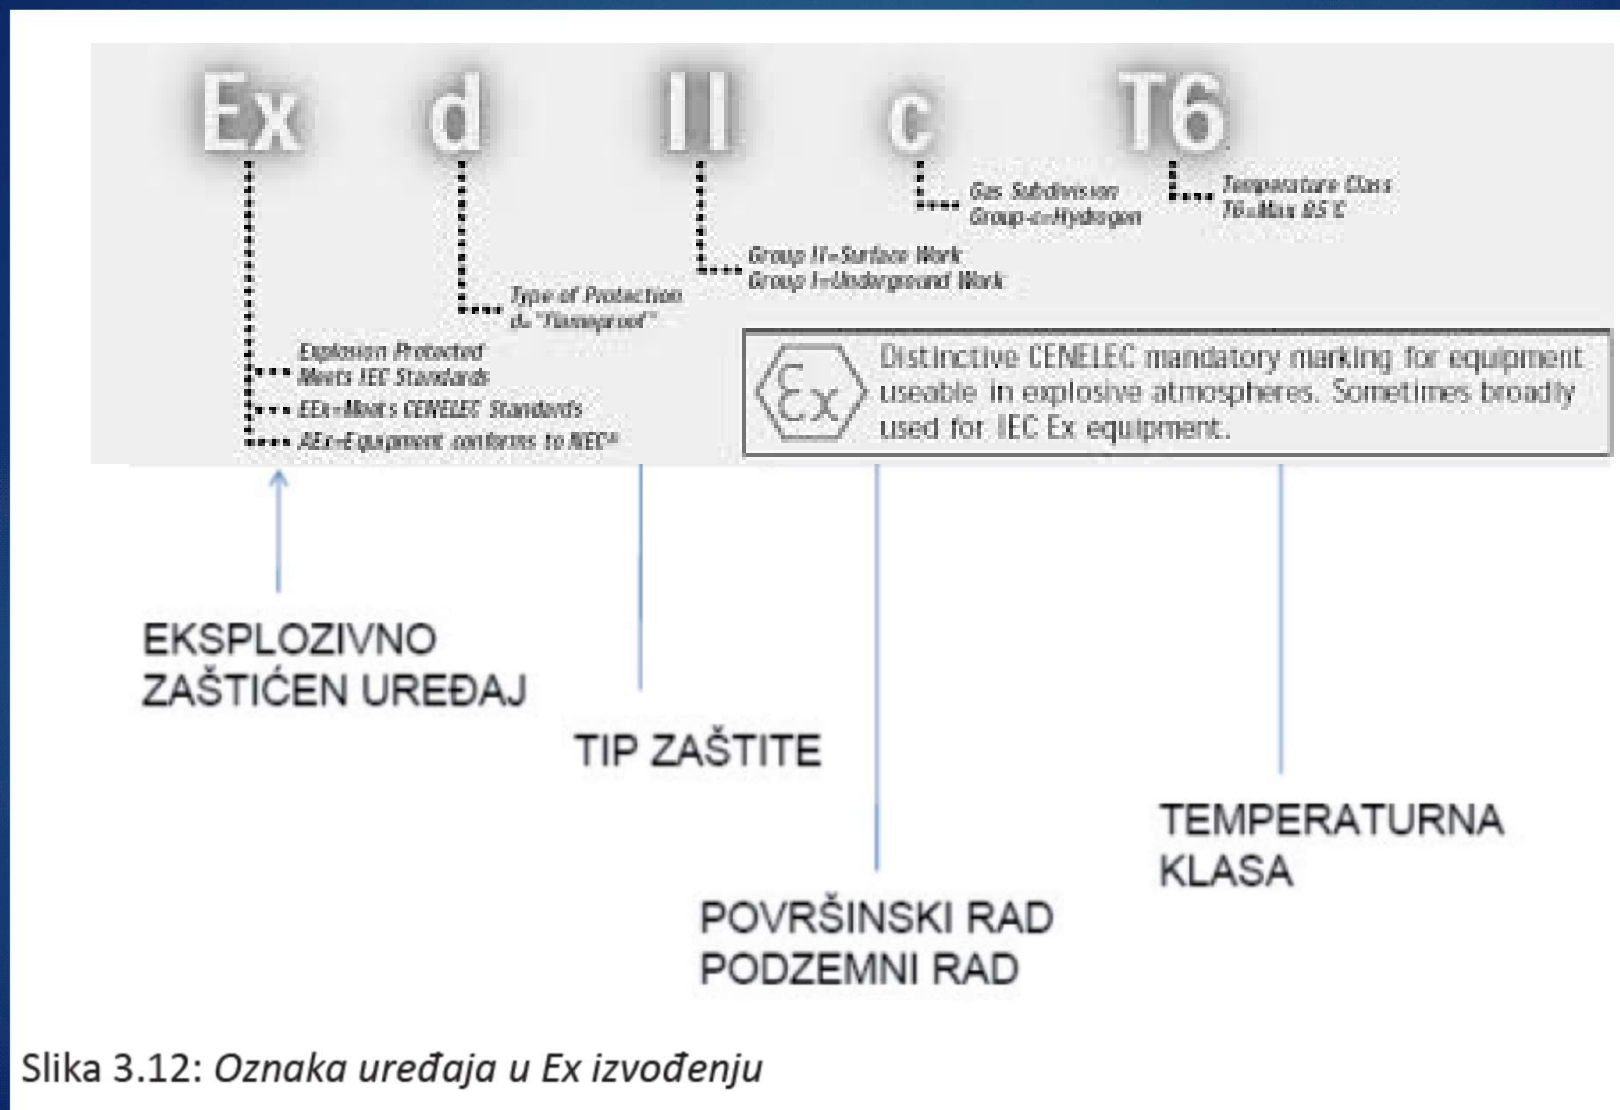 Ex d II c T6
Gas Subdivision
Group-c=Hydrogen
Temperature Class
T6=Max 85°C
Group II=Surface Work
Group I=Underground Work
Type of Protection
d="flameproof"
Explosion Protected
Meets IEC Standards
EEx=Meets CENELEC Standards
AEx=Equipment conforms to NEC®
Ex
Distinctive CENELEC mandatory marking for equipment
useable in explosive atmospheres. Sometimes broadly
used for IEC Ex equipment.
EKSPLOZIVNO
ZAŠTIĆEN UREĐAJ
TIP ZAŠTITE
TEMPERATURNA
KLASA
POVRŠINSKI RAD
PODZEMNI RAD
Slika 3.12: Oznaka uređaja u Ex izvođenju